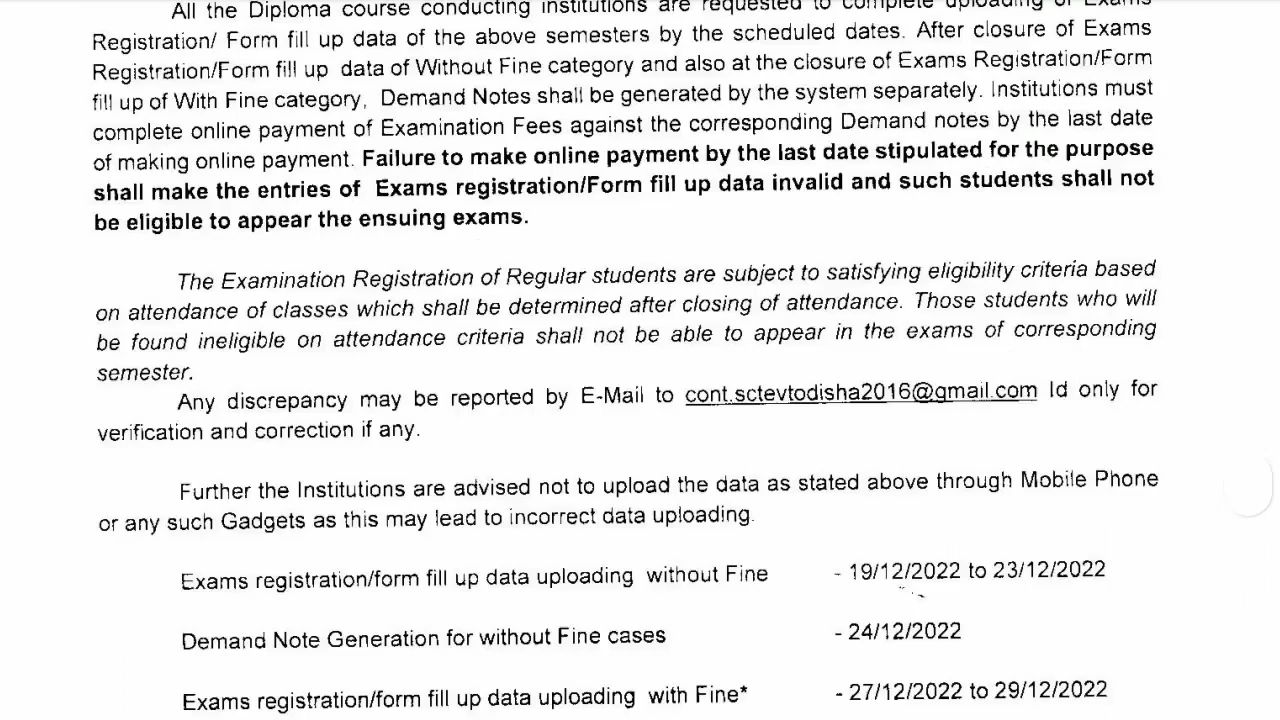 All the Diploma course conducting institutions are requested to complete uploading of Exams
Registration/ Form fill up data of the above semesters by the scheduled dates. After closure of Exams
Registration/Form fill up data of Without Fine category and also at the closure of Exams Registration/Form
fill up of With Fine category, Demand Notes shall be generated by the system separately. Institutions must
complete online payment of Examination Fees against the corresponding Demand notes by the last date
of making online payment. Failure to make online payment by the last date stipulated for the purpose
shall make the entries of Exams registration/Form fill up data invalid and such students shall not
be eligible to appear the ensuing exams.
The Examination Registration of Regular students are subject to satisfying eligibility criteria based
on attendance of classes which shall be determined after closing of attendance. Those students who will
be found ineligible on attendance criteria shall not be able to appear in the exams of corresponding
semester.
Any discrepancy may be reported by E-Mail to cont.sctevtodisha2016@gmail.com Id only for
verification and correction if any.
Further the Institutions are advised not to upload the data as stated above through Mobile Phone
or any such Gadgets as this may lead to incorrect data uploading.
Exams registration/form fill up data uploading without Fine - 19/12/2022 to 23/12/2022
Demand Note Generation for without Fine cases - 24/12/2022
Exams registration/form fill up data uploading with Fine* - 27/12/2022 to 29/12/2022